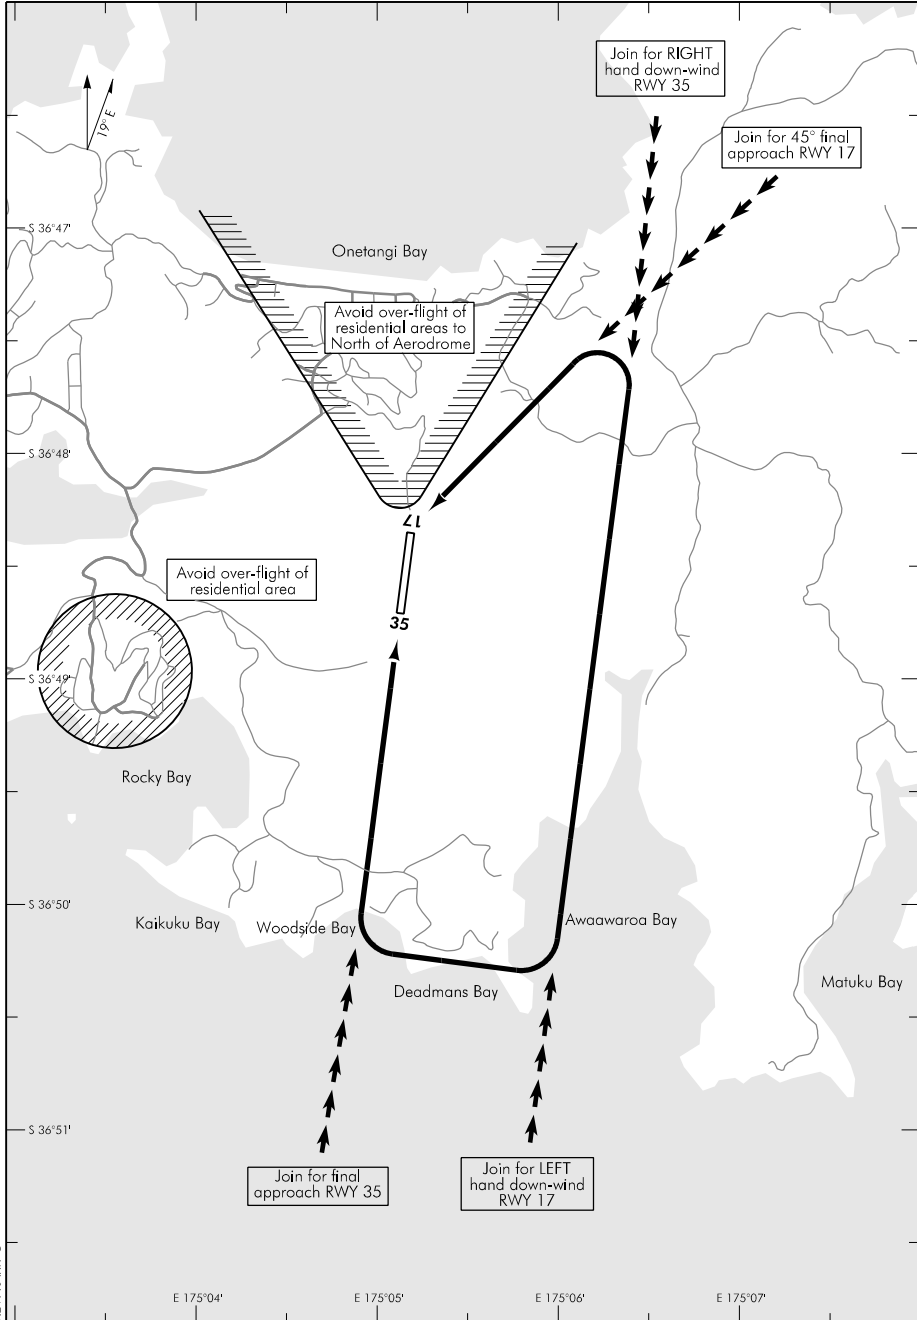 Join for RIGHT
hand down-wind
RWY 35
19° E
Join for 45° final
approach RWY 17
S 36°47'
Onetangi Bay
Avoid over-flight of
residential areas to
North of Aerodrome
S 36°48'
17
Avoid over-flight of
residential area
35
S 36°49'
Rocky Bay
S 36°50'
Kaikuku Bay
Woodside Bay
Awaawaroa Bay
Deadmans Bay
Matuku Bay
S 36°51'
Join for final
approach RWY 35
Join for LEFT
hand down-wind
RWY 17
E 175°04'
E 175°05'
E 175°06'
E 175°07'